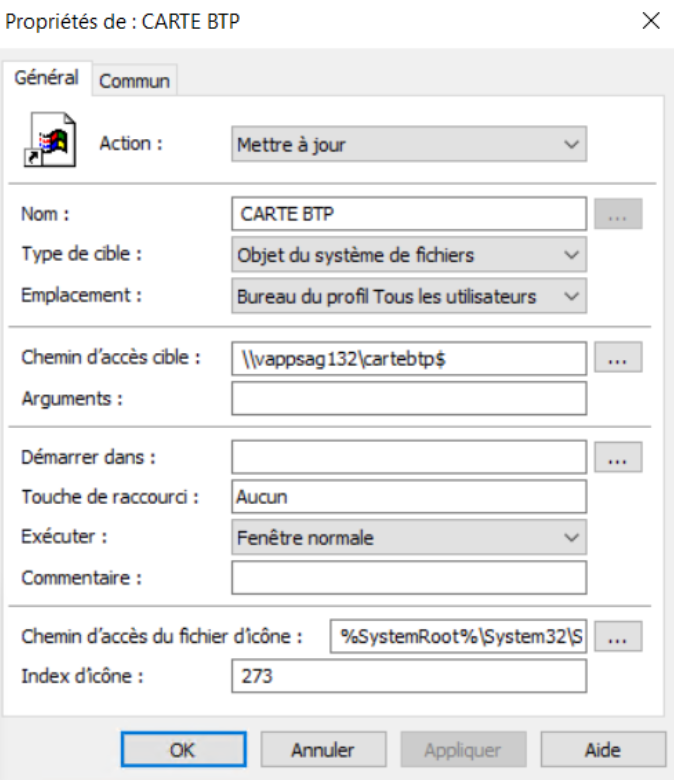 Propriétés de : CARTE BTP
Général Commun
Action : Mettre à jour
Nom : CARTE BTP ...
Type de cible : Objet du système de fichiers
Emplacement : Bureau du profil Tous les utilisateurs
Chemin d'accès cible : \\vappsag132\cartebtp$ ...
Arguments :
Démarrer dans : ...
Touche de raccourci : Aucun
Exécuter : Fenêtre normale
Commentaire :
Chemin d'accès du fichier d'icône : %SystemRoot%\System32\S ...
Index d'icône : 273
OK Annuler Appliquer Aide